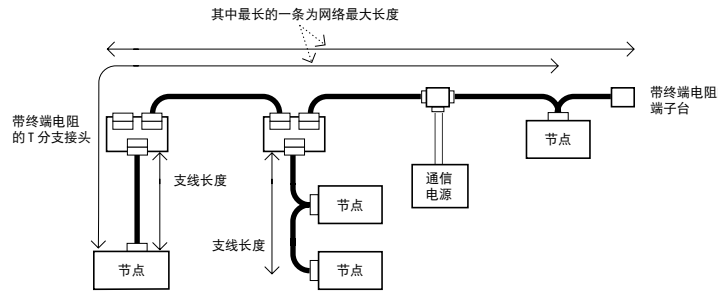 其中最长的一条为网络最大长度
带终端电阻
的T分支接头
带终端电阻
端子台
节点
支线长度
通信
电源
节点
支线长度
节点
节点